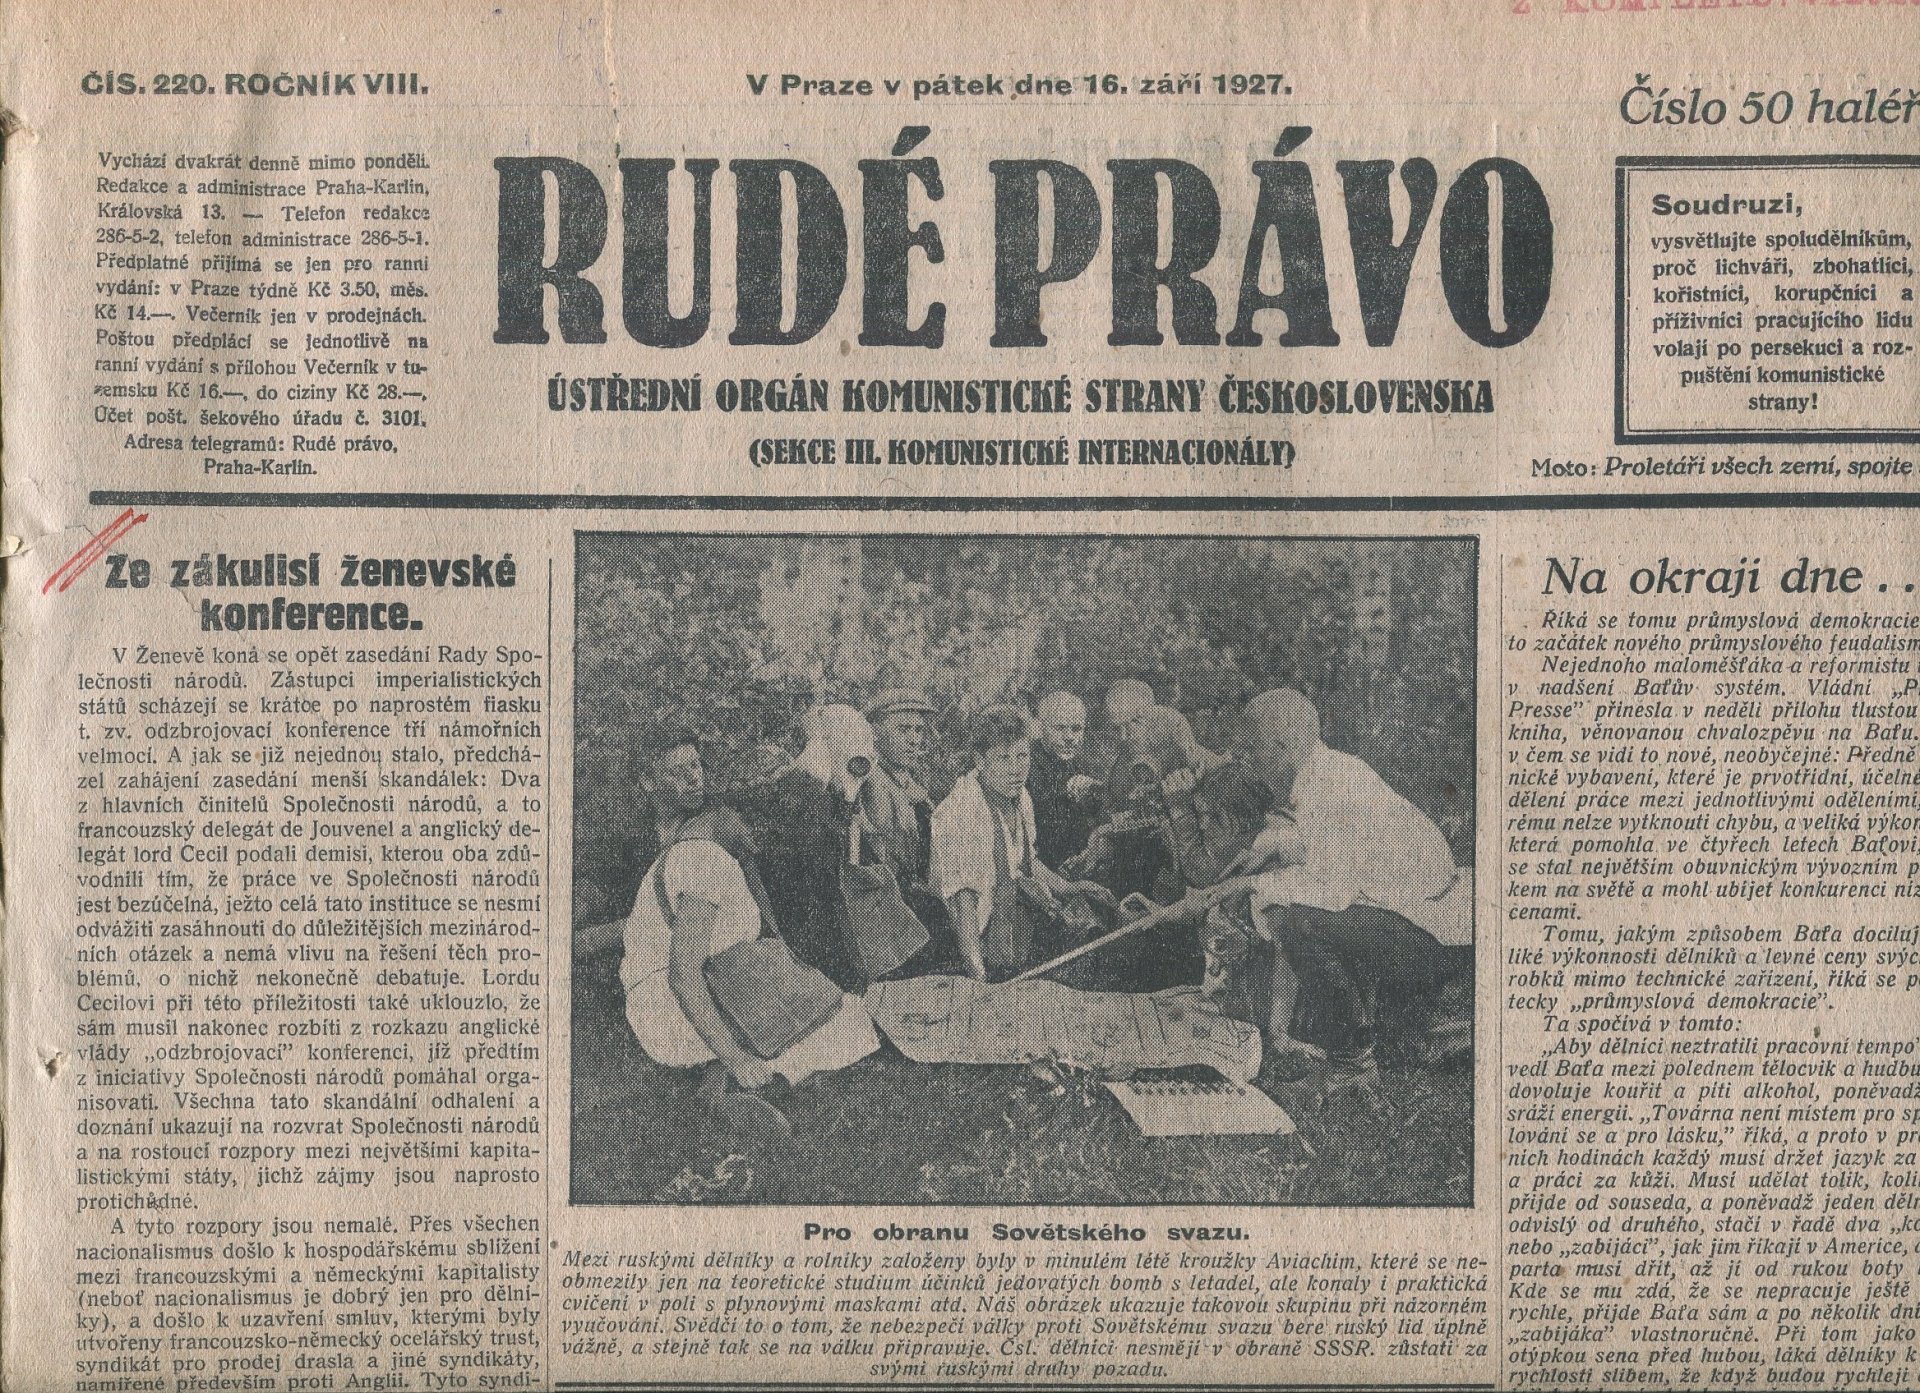 ČÍS. 220. ROČNÍK VIII.
V Praze v pátek dne 16. září 1927.
Číslo 50 haléř
Vychází dvakrát denně mimo pondělí.
Redakce a administrace Praha-Karlín,
Královská 13. — Telefon redakce
286-5-2, telefon administrace 286-5-1.
Předplatné přijímá se jen pro ranní
vydání: v Praze týdně Kč 3.50, měs.
Kč 14.—. Večerník jen v prodejnách.
Poštou předplácí se jednotlivě na
ranní vydání s přílohou Večerník v tu-
zemsku Kč 16.—, do ciziny Kč 28.—,
Účet pošt. šekového úřadu č. 3101.
Adresa telegramů: Rudé právo,
Praha-Karlín.
RUDÉ PRÁVO
ÚSTŘEDNÍ ORGÁN KOMUNISTICKÉ STRANY ČESKOSLOVENSKA
(SEKCE III. KOMUNISTICKÉ INTERNACIONÁLY)
Soudruzi,
vysvětlujte spoludělníkům,
proč lichváři, zbohatlíci,
kořistníci, korupčníci a
příživníci pracujícího lidu
volají po persekuci a roz-
puštění komunistické
strany!
Moto: Proletáři všech zemí, spojte
Ze zákulisí ženevské
konference.
V Ženevě koná se opět zasedání Rady Spo-
lečnosti národů. Zástupci imperialistických
států scházejí se krátce po naprostém fiasku
t. zv. odzbrojovací konference tří námořních
velmocí. A jak se již nejednou stalo, předchá-
zel zahájení zasedání menší skandálek: Dva
z hlavních činitelů Společnosti národů, a to
francouzský delegát de Jouvenel a anglický de-
legát lord Cecil podali demisi, kterou oba zdů-
vodnili tím, že práce ve Společnosti národů
jest bezúčelná, ježto celá tato instituce se nesmí
odvážiti zasáhnouti do důležitějších mezinárod-
ních otázek a nemá vlivu na řešení těch pro-
blémů, o nichž nekonečně debatuje. Lordu
Cecilovi při této příležitosti také uklouzlo, že
sám musil nakonec rozbíti z rozkazu anglické
vlády „odzbrojovací” konferenci, jíž předtím
z iniciativy Společnosti národů pomáhal orga-
nisovati. Všechna tato skandální odhalení a
doznání ukazují na rozvrat Společnosti národů
a na rostoucí rozpory mezi největšími kapita-
listickými státy, jichž zájmy jsou naprosto
protichůdné.
A tyto rozpory jsou nemalé. Přes všechen
nacionalismus došlo k hospodářskému sblížení
mezi francouzskými a německými kapitalisty
(neboť nacionalismus je dobrý jen pro dělní-
ky), a došlo k uzavření smluv, kterými byly
utvořeny francouzsko-německý ocelářský trust,
syndikát pro prodej drasla a jiné syndikáty,
namířené především proti Anglii. Tyto syndi-
Pro obranu Sovětského svazu.
Mezi ruskými dělníky a rolníky založeny byly v minulém létě kroužky Aviachim, které se ne-
obmezily jen na teoretické studium účinků jedovatých bomb s letadel, ale konaly i praktická
cvičení v poli s plynovými maskami atd. Náš obrázek ukazuje takovou skupinu při názorném
vyučování. Svědčí to o tom, že nebezpečí války proti Sovětskému svazu bere ruský lid úplně
vážně, a stejně tak se na válku připravuje. Čsl. dělníci nesmějí v obraně SSSR. zůstati za
svými ruskými druhy pozadu.
Na okraji dne . .
Říká se tomu průmyslová demokracie
to začátek nového průmyslového feudalism
Nejednoho maloměšťáka a reformistu
v nadšení Baťův systém. Vládní „P
Presse” přinesla v neděli přílohu tlustou
kniha, věnovanou chvalozpěvu na Baťu.
v čem se vidí to nové, neobyčejné: Předně
nické vybavení, které je prvotřídní, účelné
dělení práce mezi jednotlivými odděleními,
rému nelze vytknouti chybu, a veliká výkon
která pomohla ve čtyřech letech Baťovi,
se stal největším obuvnickým vývozním p
kem na světě a mohl ubíjet konkurenci níz
cenami.
Tomu, jakým způsobem Baťa dociluj
liké výkonnosti dělníků a levné ceny svých
robků mimo technické zařízení, říká se p
tecky „průmyslová demokracie”.
Ta spočívá v tomto:
„Aby dělníci neztratili pracovní tempo
vedl Baťa mezi polednem tělocvik a hudbu
dovoluje kouřit a píti alkohol, poněvadž
sráží energii. „Továrna není místem pro sp
lování se a pro lásku,” říká, a proto v pr
ních hodinách každý musí držet jazyk za
a práci za kůží. Musí udělat tolik, koli
přijde od souseda, a poněvadž jeden děln
odvislý od druhého, stačí v řadě dva „ko
nebo „zabijáci”, jak jim říkají v Americe,
parta musí dřít, až jí od rukou boty
Kde se mu zdá, že se nepracuje ještě
rychle, přijde Baťa sám a po několik dní
„zabijáka” vlastnoručně. Při tom jako
otýpkou sena před hubou, láká dělníky k
rychlosti slibem, že když budou rychleji